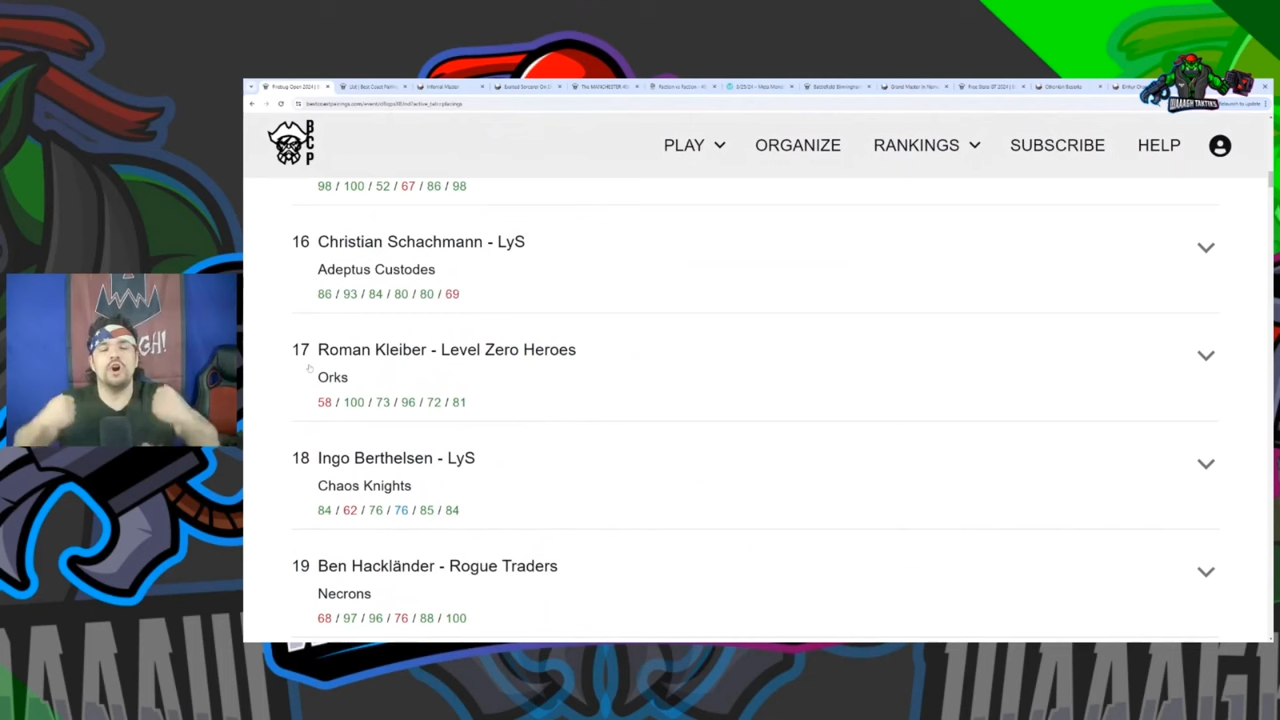 B
C
P
PLAY
ORGANIZE
RANKINGS
SUBSCRIBE
HELP
WAAAGH TAKTIKS
98 / 100 / 52 / 67 / 86 / 98
16 Christian Schachmann - LyS
Adeptus Custodes
86 / 93 / 84 / 80 / 80 / 69
17 Roman Kleiber - Level Zero Heroes
Orks
58 / 100 / 73 / 96 / 72 / 81
18 Ingo Berthelsen - LyS
Chaos Knights
84 / 62 / 76 / 76 / 85 / 84
19 Ben Hackländer - Rogue Traders
Necrons
68 / 97 / 96 / 76 / 88 / 100